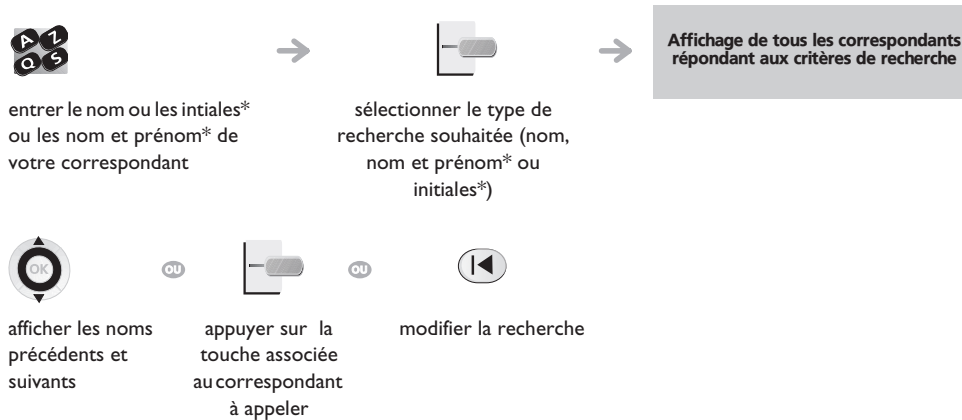 A Z
Q S
entrer le nom ou les intiales*
ou les nom et prénom* de
votre correspondant
sélectionner le type de
recherche souhaitée (nom,
nom et prénom* ou
initiales*)
Affichage de tous les correspondants
répondant aux critères de recherche
OK
OU
OU
afficher les noms
précédents et
suivants
appuyer sur la
touche associée
au correspondant
à appeler
modifier la recherche